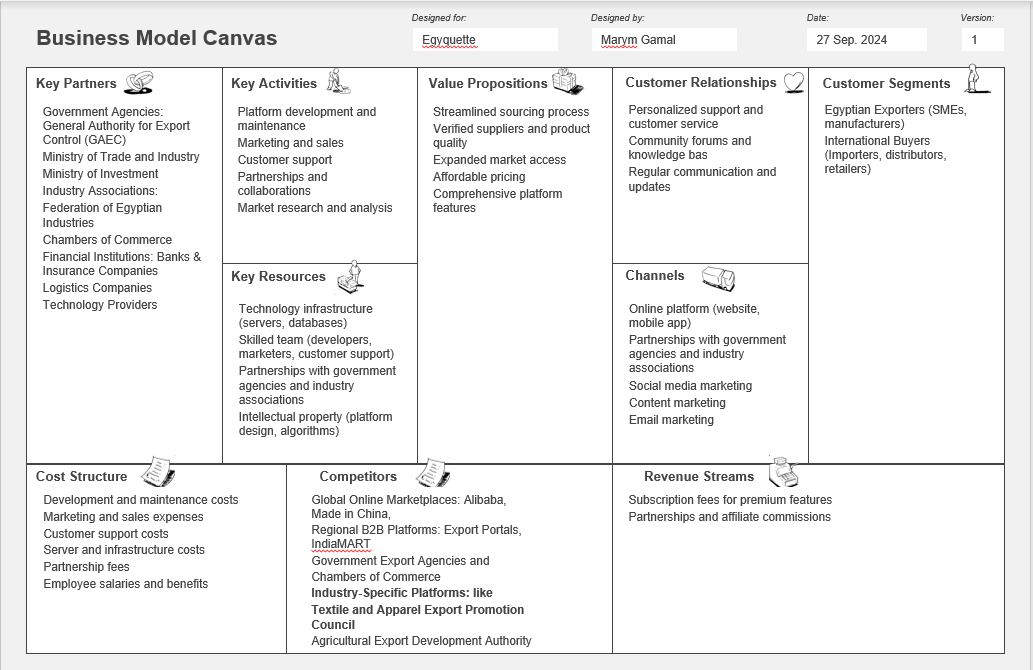 Designed for:
Designed by:
Date:
Version:
Business Model Canvas
Egyquette
Marym Gamal
27 Sep. 2024
1
Key Partners
Government Agencies:
General Authority for Export
Control (GAEC)
Ministry of Trade and Industry
Ministry of Investment
Industry Associations:
Federation of Egyptian
Industries
Chambers of Commerce
Financial Institutions: Banks &
Insurance Companies
Logistics Companies
Technology Providers
Key Activities
Platform development and
maintenance
Marketing and sales
Customer support
Partnerships and
collaborations
Market research and analysis
Key Resources
Technology infrastructure
(servers, databases)
Skilled team (developers,
marketers, customer support)
Partnerships with government
agencies and industry
associations
Intellectual property (platform
design, algorithms)
Value Propositions
Streamlined sourcing process
Verified suppliers and product
quality
Expanded market access
Affordable pricing
Comprehensive platform
features
Customer Relationships
Personalized support and
customer service
Community forums and
knowledge bas
Regular communication and
updates
Channels
Online platform (website,
mobile app)
Partnerships with government
agencies and industry
associations
Social media marketing
Content marketing
Email marketing
Customer Segments
Egyptian Exporters (SMEs,
manufacturers)
International Buyers
(Importers, distributors,
retailers)
Cost Structure
Development and maintenance costs
Marketing and sales expenses
Customer support costs
Server and infrastructure costs
Partnership fees
Employee salaries and benefits
Competitors
Global Online Marketplaces: Alibaba,
Made in China,
Regional B2B Platforms: Export Portals,
IndiaMART
Government Export Agencies and
Chambers of Commerce
Industry-Specific Platforms: like
Textile and Apparel Export Promotion
Council
Agricultural Export Development Authority
Revenue Streams
Subscription fees for premium features
Partnerships and affiliate commissions